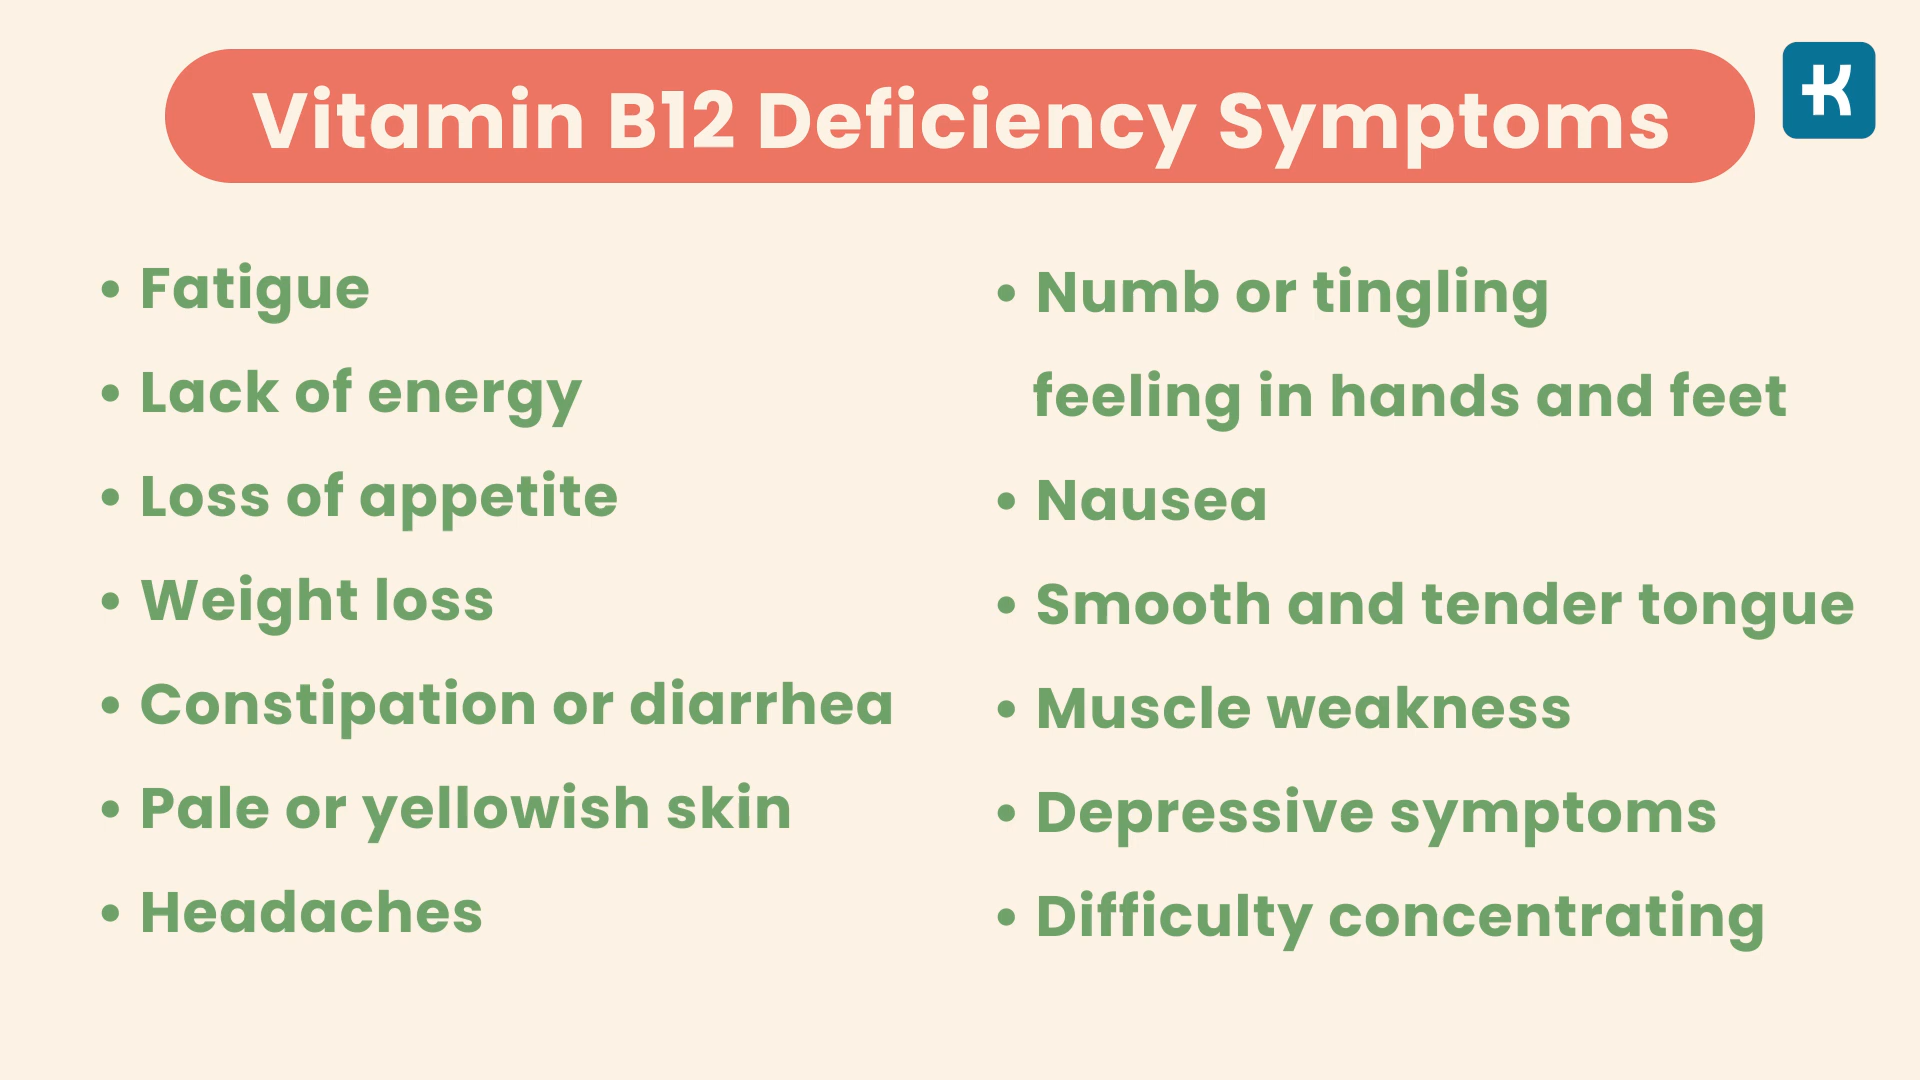 Vitamin B12 Deficiency Symptoms
K
• Fatigue
• Lack of energy
• Loss of appetite
• Weight loss
• Constipation or diarrhea
• Pale or yellowish skin
• Headaches
• Numb or tingling
feeling in hands and feet
• Nausea
• Smooth and tender tongue
• Muscle weakness
• Depressive symptoms
• Difficulty concentrating